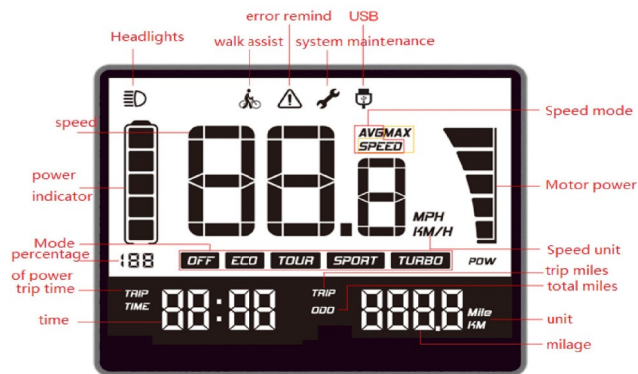 error remind
USB
Headlights
walk assist
system maintenance
speed
AVG MAX
SPEED
Speed mode
power
indicator
Motor power
88.8
MPH
KM/H
Mode
percentage
of power
188
OFF
ECO
TOUR
SPORT
TURBO
POW
Speed unit
trip miles
total miles
trip time
TRIP
TIME
time
88:88
TRIP
ODO
888.8
Mile
KM
unit
milage